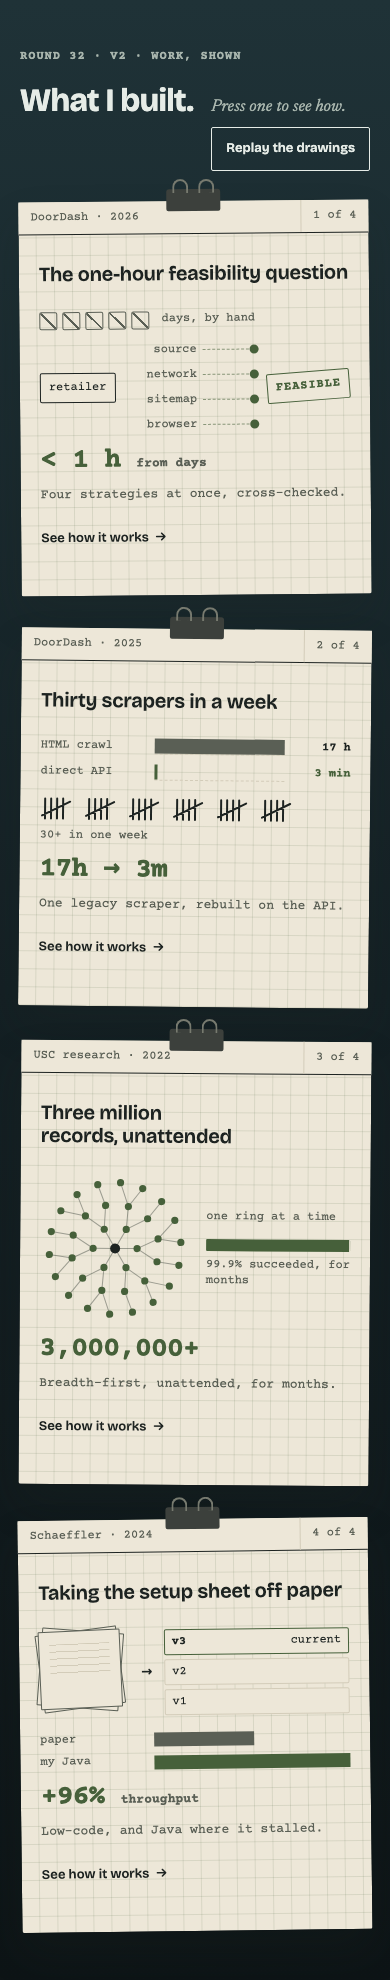 ROUND 32 · V2 · WORK, SHOWN
What I built. Press one to see how.
Replay the drawings
DoorDash · 2026 1 of 4
The one-hour feasibility question
days, by hand
source
network
retailer
FEASIBLE
sitemap
browser
< 1 h from days
Four strategies at once, cross-checked.
See how it works →
DoorDash · 2025 2 of 4
Thirty scrapers in a week
HTML crawl 17 h
direct API 3 min
30+ in one week
17h → 3m
One legacy scraper, rebuilt on the API.
See how it works →
USC research · 2022 3 of 4
Three million
records, unattended
one ring at a time
99.9% succeeded, for
months
3,000,000+
Breadth-first, unattended, for months.
See how it works →
Schaeffler · 2024 4 of 4
Taking the setup sheet off paper
→
v3 current
v2
v1
paper
my Java
+96% throughput
Low-code, and Java where it stalled.
See how it works →